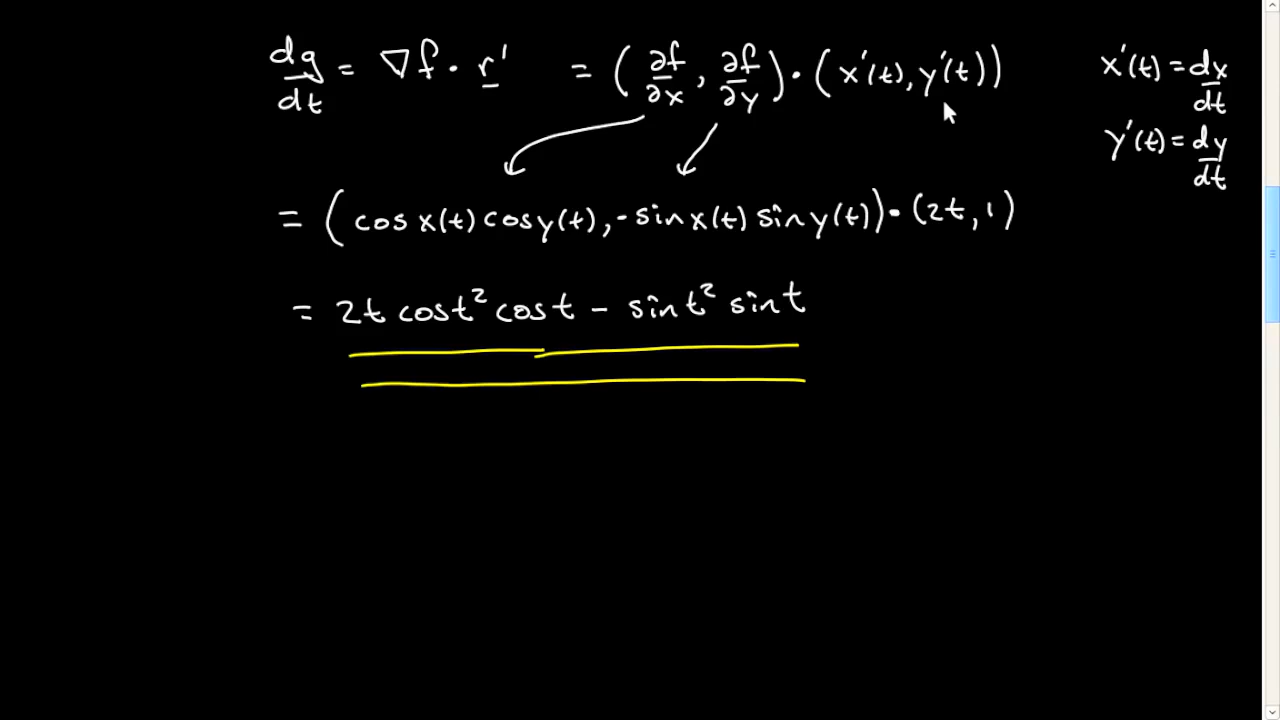 dg/dt = ∇f · r' = (∂f/∂x, ∂f/∂y) · (x'(t), y'(t))
x'(t) = dx/dt
y'(t) = dy/dt
= (cos x(t) cos y(t), - sin x(t) sin y(t)) · (2t, 1)
= 2t cos t² cos t - sin t² sin t